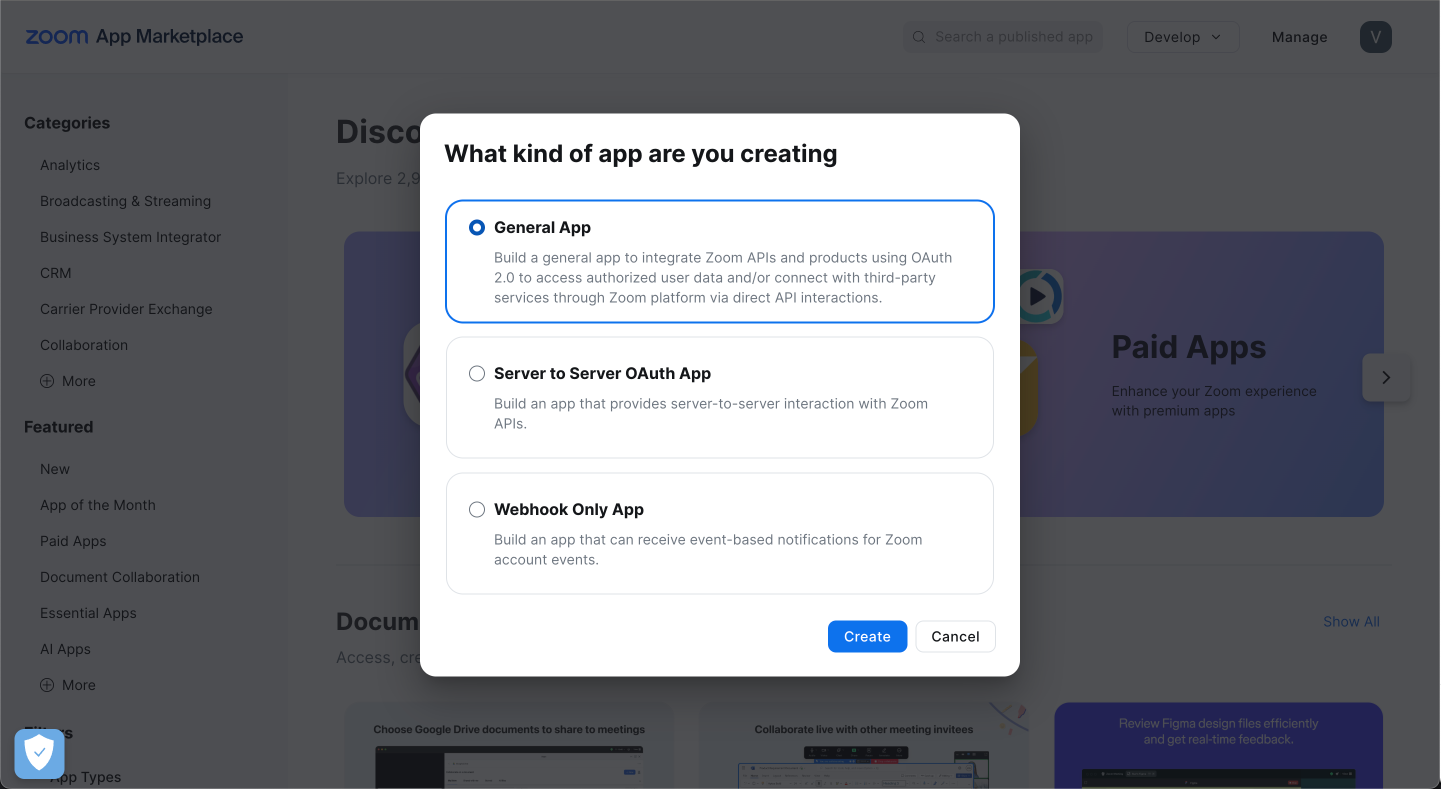 zoom App Marketplace
Search a published app
Develop
Manage
V
Categories
Analytics
Broadcasting & Streaming
Business System Integrator
CRM
Carrier Provider Exchange
Collaboration
More
Featured
New
App of the Month
Paid Apps
Document Collaboration
Essential Apps
AI Apps
More
App Types
Disco
Explore 2,9
What kind of app are you creating
General App
Build a general app to integrate Zoom APIs and products using OAuth
2.0 to access authorized user data and/or connect with third-party
services through Zoom platform via direct API interactions.
Server to Server OAuth App
Build an app that provides server-to-server interaction with Zoom
APIs.
Webhook Only App
Build an app that can receive event-based notifications for Zoom
account events.
Create
Cancel
Paid Apps
Enhance your Zoom experience
with premium apps
Docum
Access, cre
Show All
Choose Google Drive documents to share to meetings
Collaborate live with other meeting invitees
Review Figma design files efficiently
and get real-time feedback.